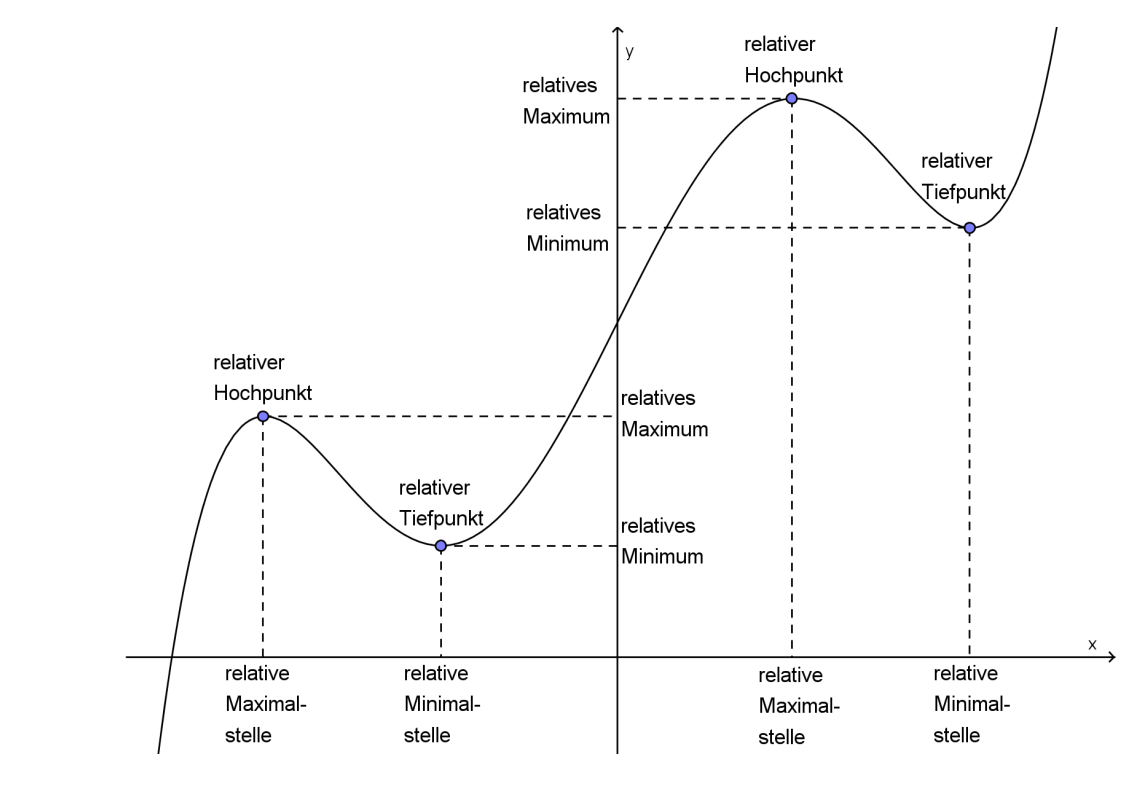 relativer
Hochpunkt
y
relatives
Maximum
relativer
Tiefpunkt
relatives
Minimum
relativer
Hochpunkt
relatives
Maximum
relativer
Tiefpunkt
relatives
Minimum
x
relative
Maximal-
stelle
relative
Minimal-
stelle
relative
Maximal-
stelle
relative
Minimal-
stelle